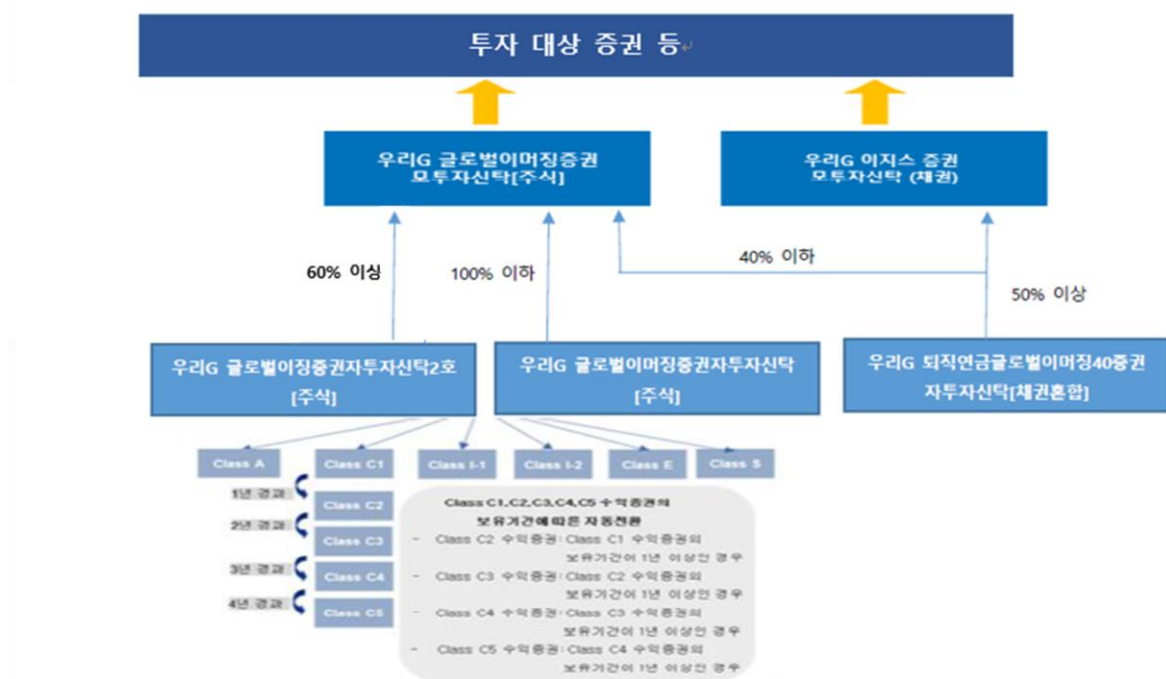 투자 대상 증권 등
우리G 글로벌이머징증권
모투자신탁[주식]
우리G 이지스 증권
모투자신탁 (채권)
60% 이싱
100% 이하
40% 이하
50% 이상
우리G 글로벌이징증권자투자신탁2호
[주식]
우리G 글로벌이머징증권자투자신탁
[주식]
우리G 퇴직연금글로벌이머징40증권
자투자신탁[채권혼합]
Class A
Class C1
Class I-1
Class I-2
Class E
Class S
1년 경과
Class C2
2년 경과
Class C3
3년 경과
Class C4
4년 경과
Class C5
Class C1,C2,C3,C4,C5 수익증권의
보유기간에 따른 자동전환
- Class C2 수익증권: Class C1 수익증권의
보유기간이 1년 이상인 경우
- Class C3 수익증권: Class C2 수익증권의
보유기간이 1년 이상인 경우
- Class C4 수익증권: Class C3 수익증권의
보유기간이 1년 이상인 경우
- Class C5 수익증권: Class C4 수익증권의
보유기간이 1년 이상인 경우